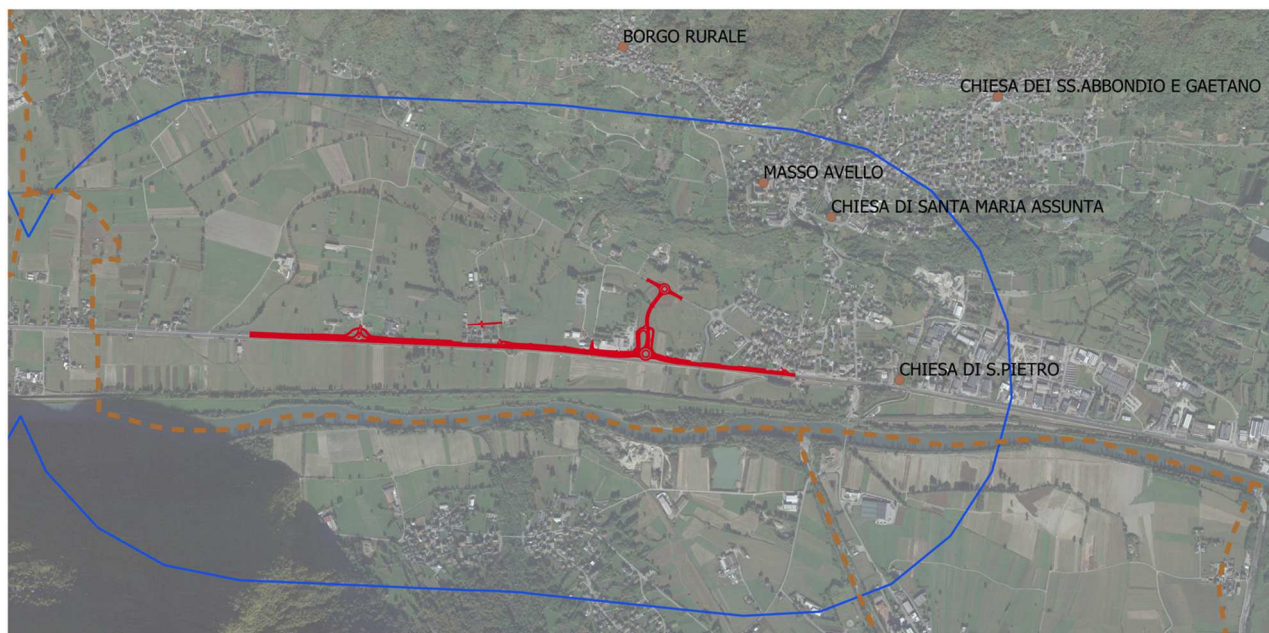 BORGO RURALE
CHIESA DEI SS.ABBONDIO E GAETANO
MASSO AVELLO
CHIESA DI SANTA MARIA ASSUNTA
CHIESA DI S.PIETRO